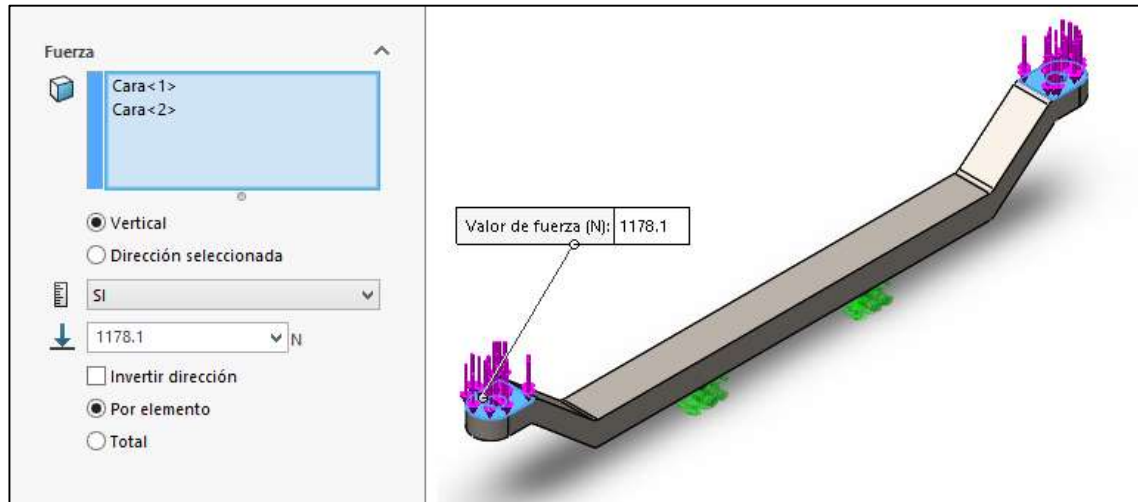 Fuerza
Cara<1>
Cara<2>
Vertical
Dirección seleccionada
SI
1178.1 N
Invertir dirección
Por elemento
Total
Valor de fuerza (N): 1178.1